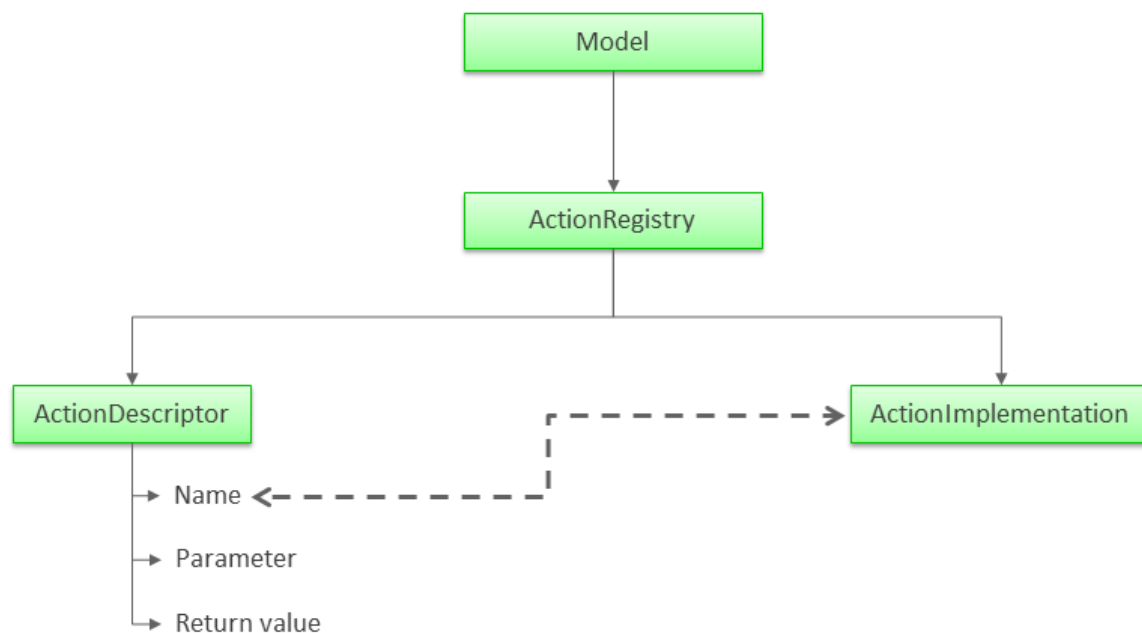 Model
ActionRegistry
ActionDescriptor
ActionImplementation
Name
Parameter
Return value